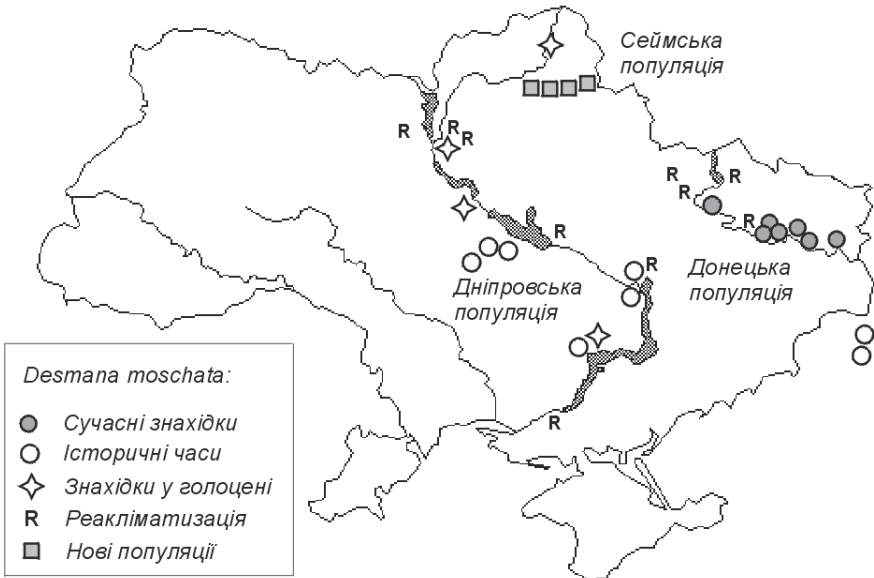 Сеймська
популяція
R
R
R
R
R
R
R
R
R
R
R
Дніпровська
популяція
Донецька
популяція
Desmana moschata:
Сучасні знахідки
Історичні часи
Знахідки у голоцені
R Реакліматизація
Нові популяції